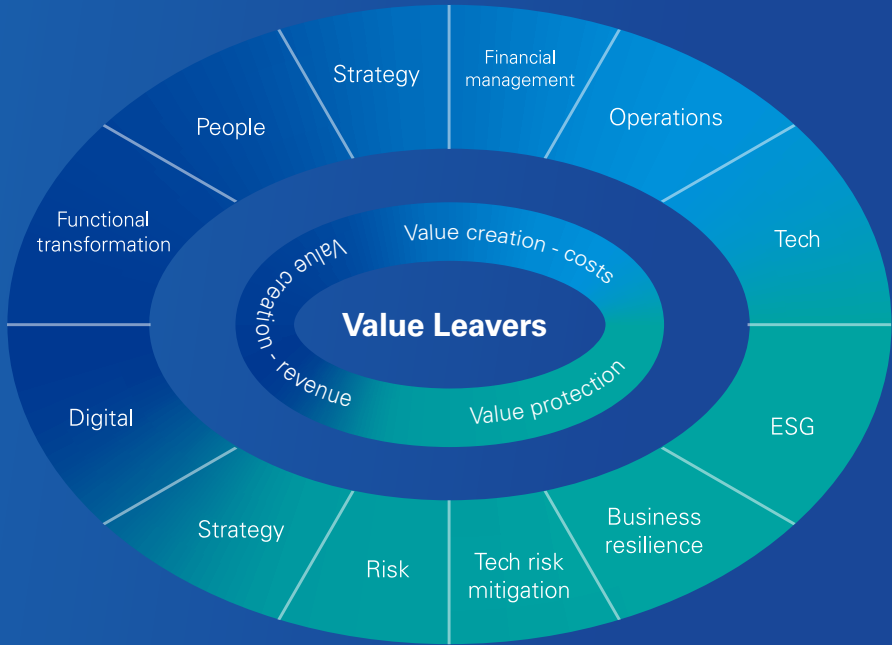 Strategy
Financial
management
Operations
Tech
ESG
Business
resilience
Tech risk
mitigation
Risk
Strategy
Digital
Functional
transformation
People
Value creation - costs
Value protection
Value creation - revenue
Value Leavers